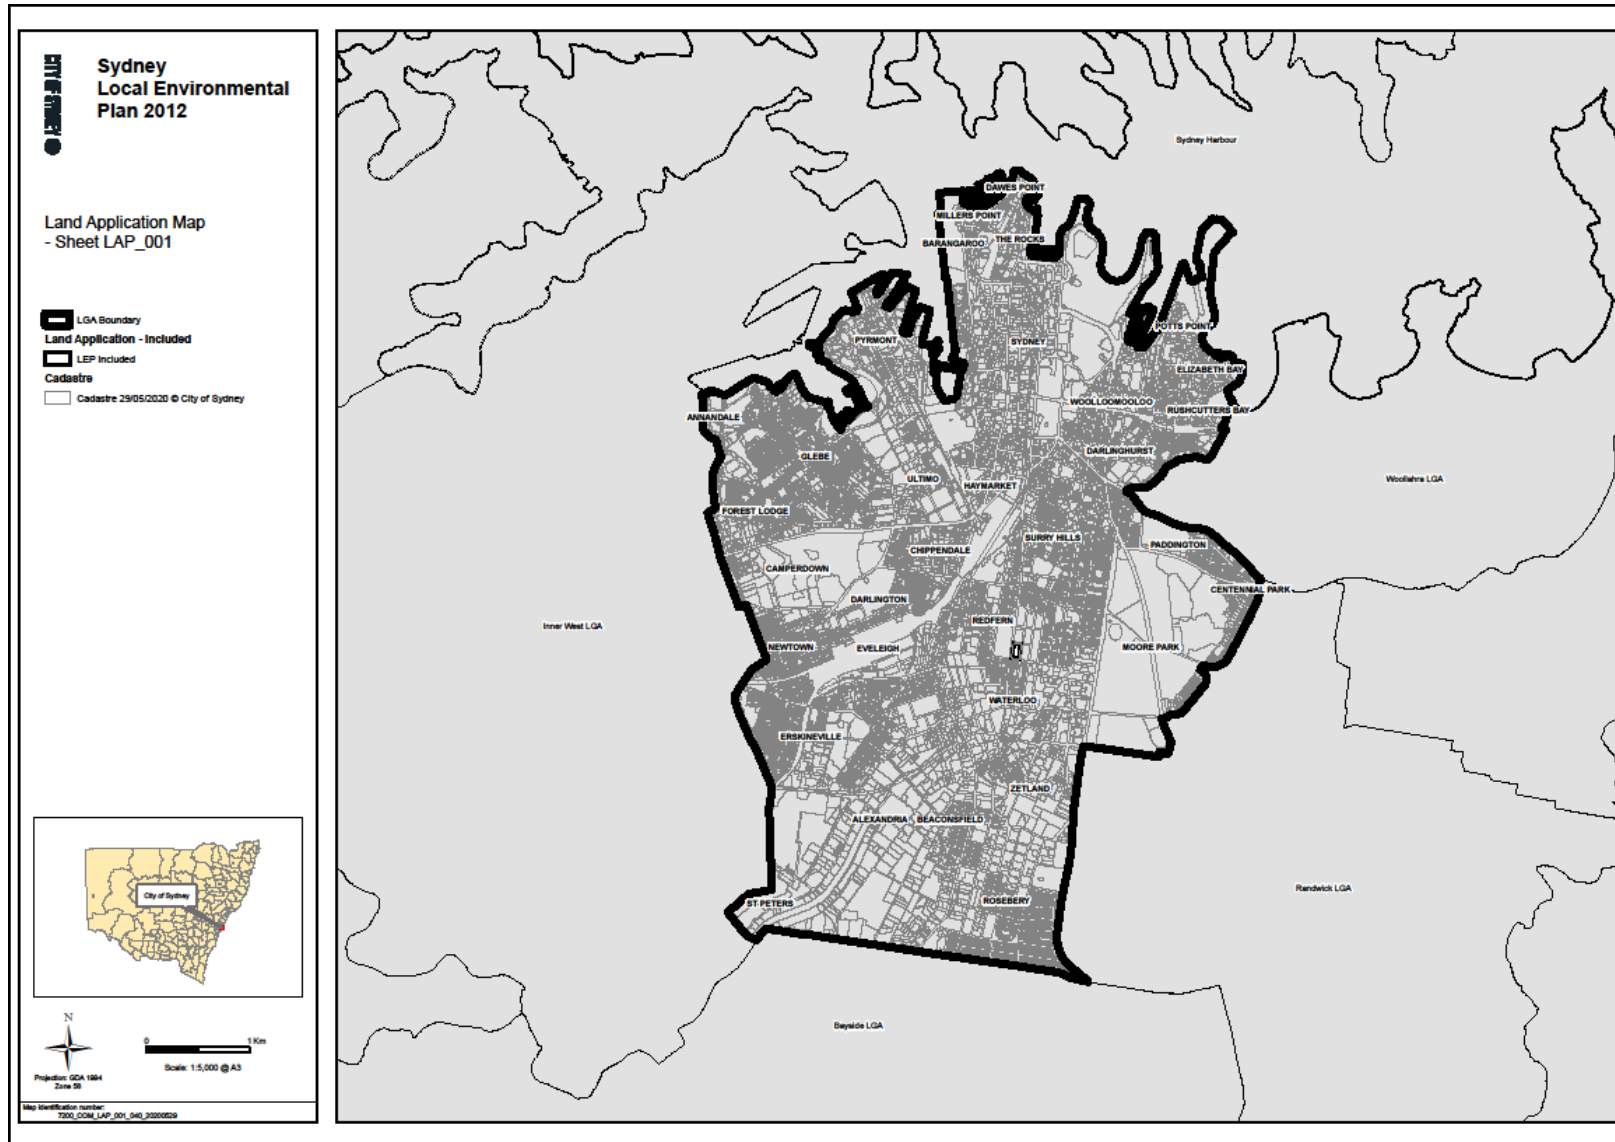 CITY OF SYDNEY
Sydney
Local Environmental
Plan 2012
Land Application Map
- Sheet LAP_001
LGA Boundary
Land Application - Included
LEP Included
Cadastre
Cadastre 29/05/2020 © City of Sydney
City of Sydney
N
0 1 Km
Scale: 1:5,000 @ A3
Projection: GDA 1994
Zone 56
Map identification number:
7200_COM_LAP_001_040_20200529
Sydney Harbour
DAWES POINT
MILLERS POINT
BARANGAROO
THE ROCKS
POTTS POINT
PYRMONT
SYDNEY
ELIZABETH BAY
WOOLLOOMOOLOO
RUSHCUTTERS BAY
ANNANDALE
GLEBE
DARLINGHURST
ULTIMO
HAYMARKET
Woollahra LGA
FOREST LODGE
SURRY HILLS
PADDINGTON
CHIPPENDALE
CAMPERDOWN
CENTENNIAL PARK
DARLINGTON
REDFERN
Inner West LGA
NEWTOWN
EVELEIGH
MOORE PARK
WATERLOO
ERSKINEVILLE
ZETLAND
ALEXANDRIA
BEACONSFIELD
Randwick LGA
ST PETERS
ROSEBERY
Bayside LGA